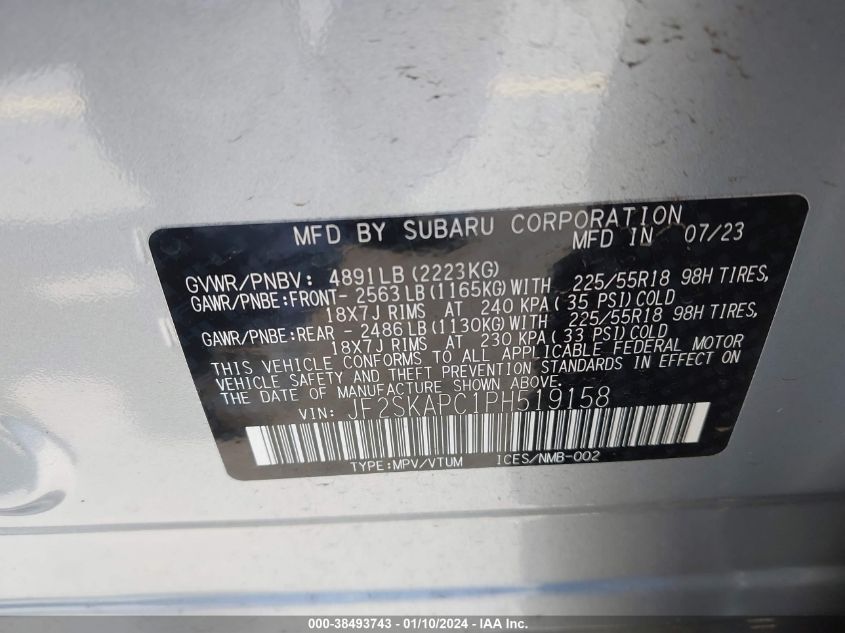 MFD BY SUBARU CORPORATION
MFD IN 07/23
GVWR/PNBV: 4891LB (2223KG)
GAWR/PNBE:FRONT- 2563 LB (1165KG) WITH 225/55R18 98H TIRES,
18X7J RIMS AT 240 KPA (35 PSI) COLD
GAWR/PNBE:REAR - 2486 LB (1130KG) WITH 225/55R18 98H TIRES,
18X7J RIMS AT 230 KPA (33 PSI) COLD
THIS VEHICLE CONFORMS TO ALL APPLICABLE FEDERAL MOTOR
VEHICLE SAFETY AND THEFT PREVENTION STANDARDS IN EFFECT ON
THE DATE OF MANUFACTURE SHOWN ABOVE.
VIN: JF2SKAPC1PH519158
TYPE:MPV/VTUM ICES/NMB-002
000-38493743 - 01/10/2024 - IAAI.COM